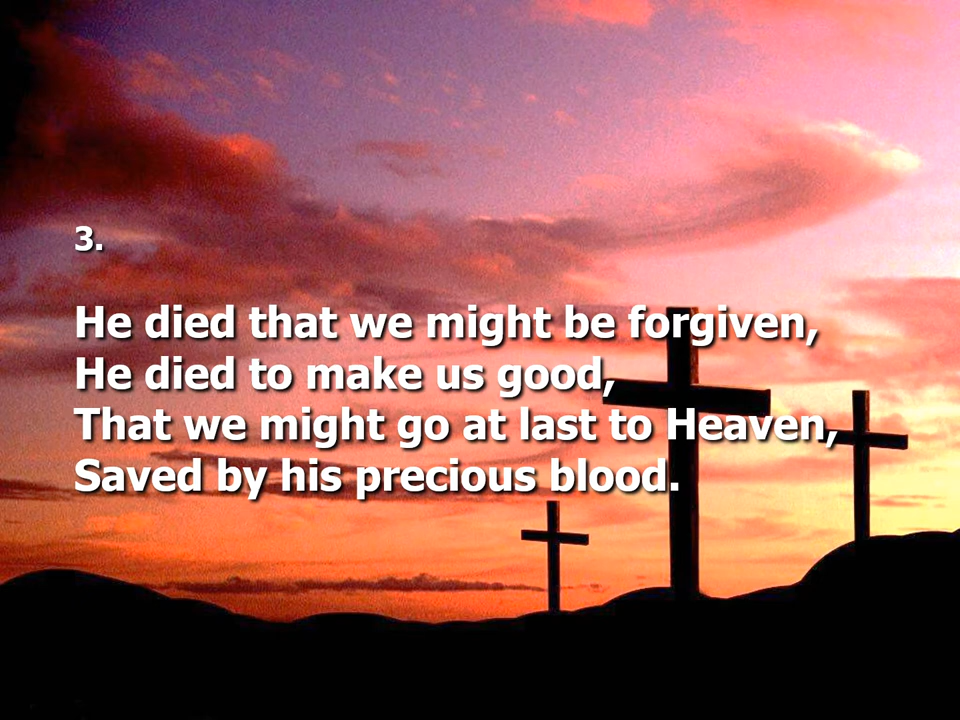 3.
He died that we might be forgiven,
He died to make us good,
That we might go at last to Heaven,
Saved by his precious blood.